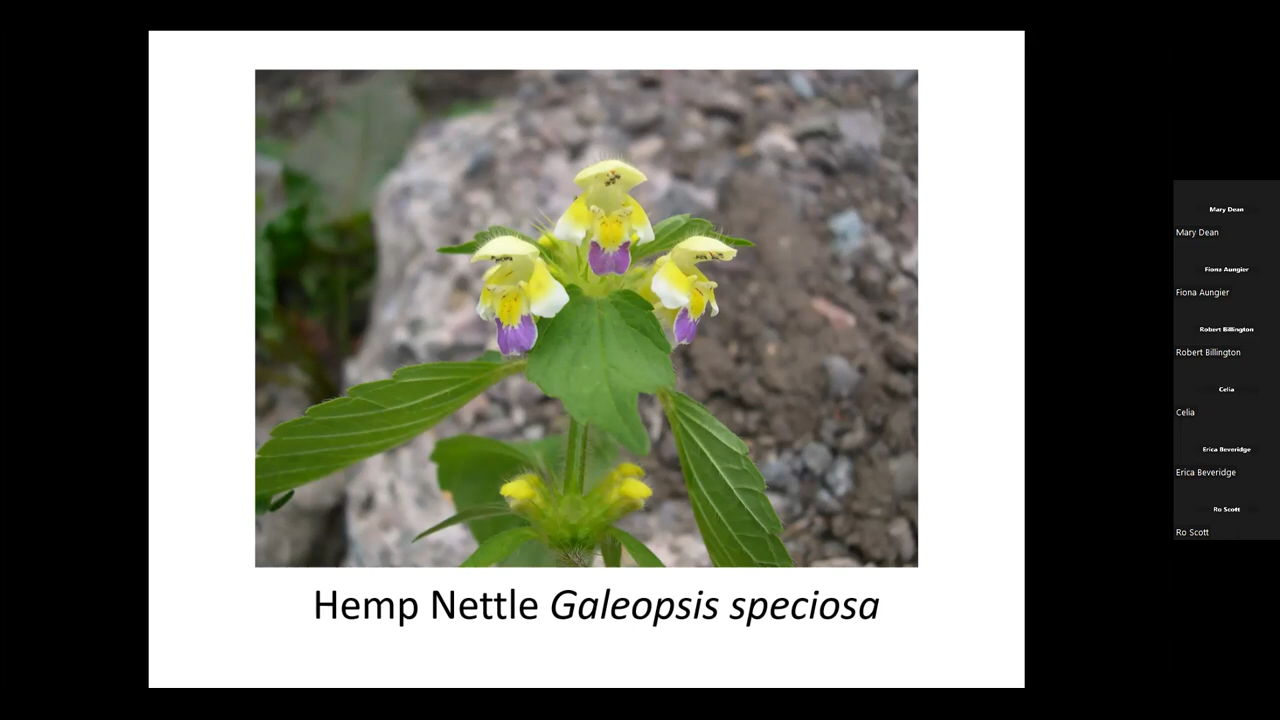 Hemp Nettle Galeopsis speciosa
Mary Dean
Mary Dean
Fiona Aungier
Fiona Aungier
Robert Billington
Robert Billington
Celia
Celia
Erica Beveridge
Erica Beveridge
Ro Scott
Ro Scott